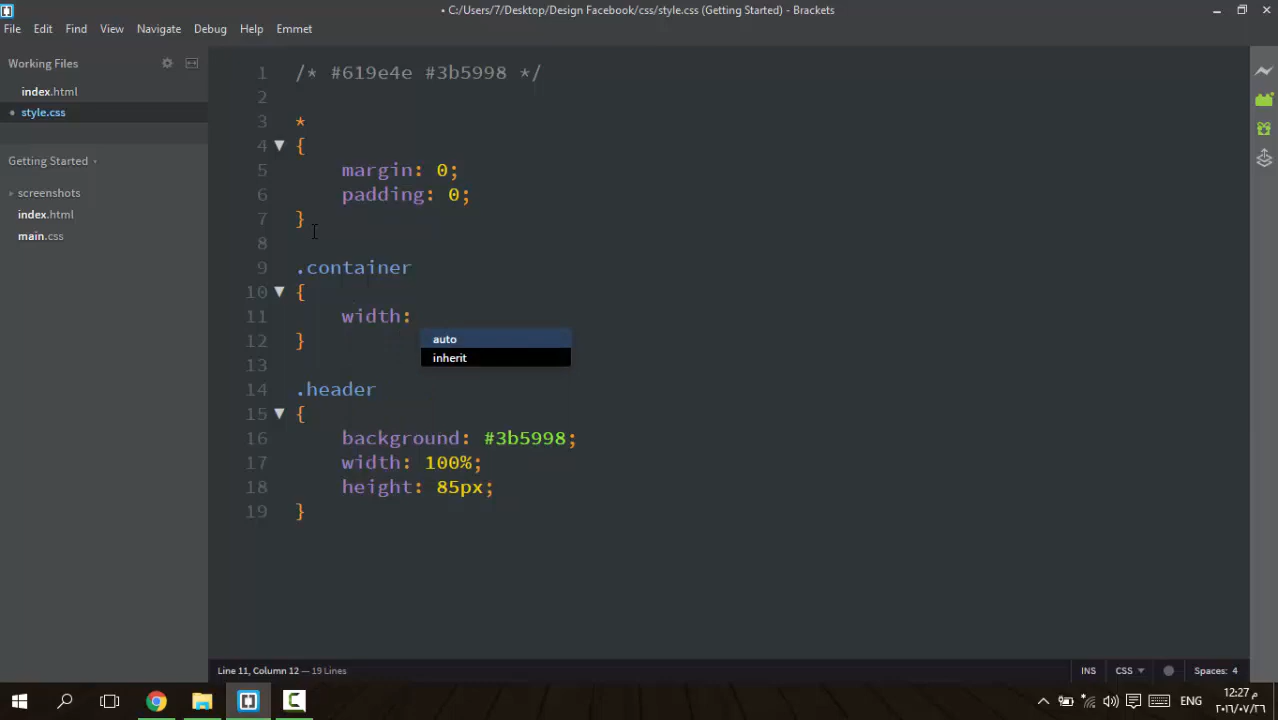 • C:/Users/7/Desktop/Design Facebook/css/style.css (Getting Started) - Brackets
File Edit Find View Navigate Debug Help Emmet
Working Files
index.html
• style.css
Getting Started
screenshots
index.html
main.css
1 /* #619e4e #3b5998 */
2
3 *
4 {
5 margin: 0;
6 padding: 0;
7 }
8
9 .container
10 {
11 width:
auto
inherit
12 }
13
14 .header
15 {
16 background: #3b5998;
17 width: 100%;
18 height: 85px;
19 }
Line 11, Column 12 — 19 Lines
INS CSS Spaces: 4
ENG
12:27 م
٢٠١٦/٠٧/٢٦